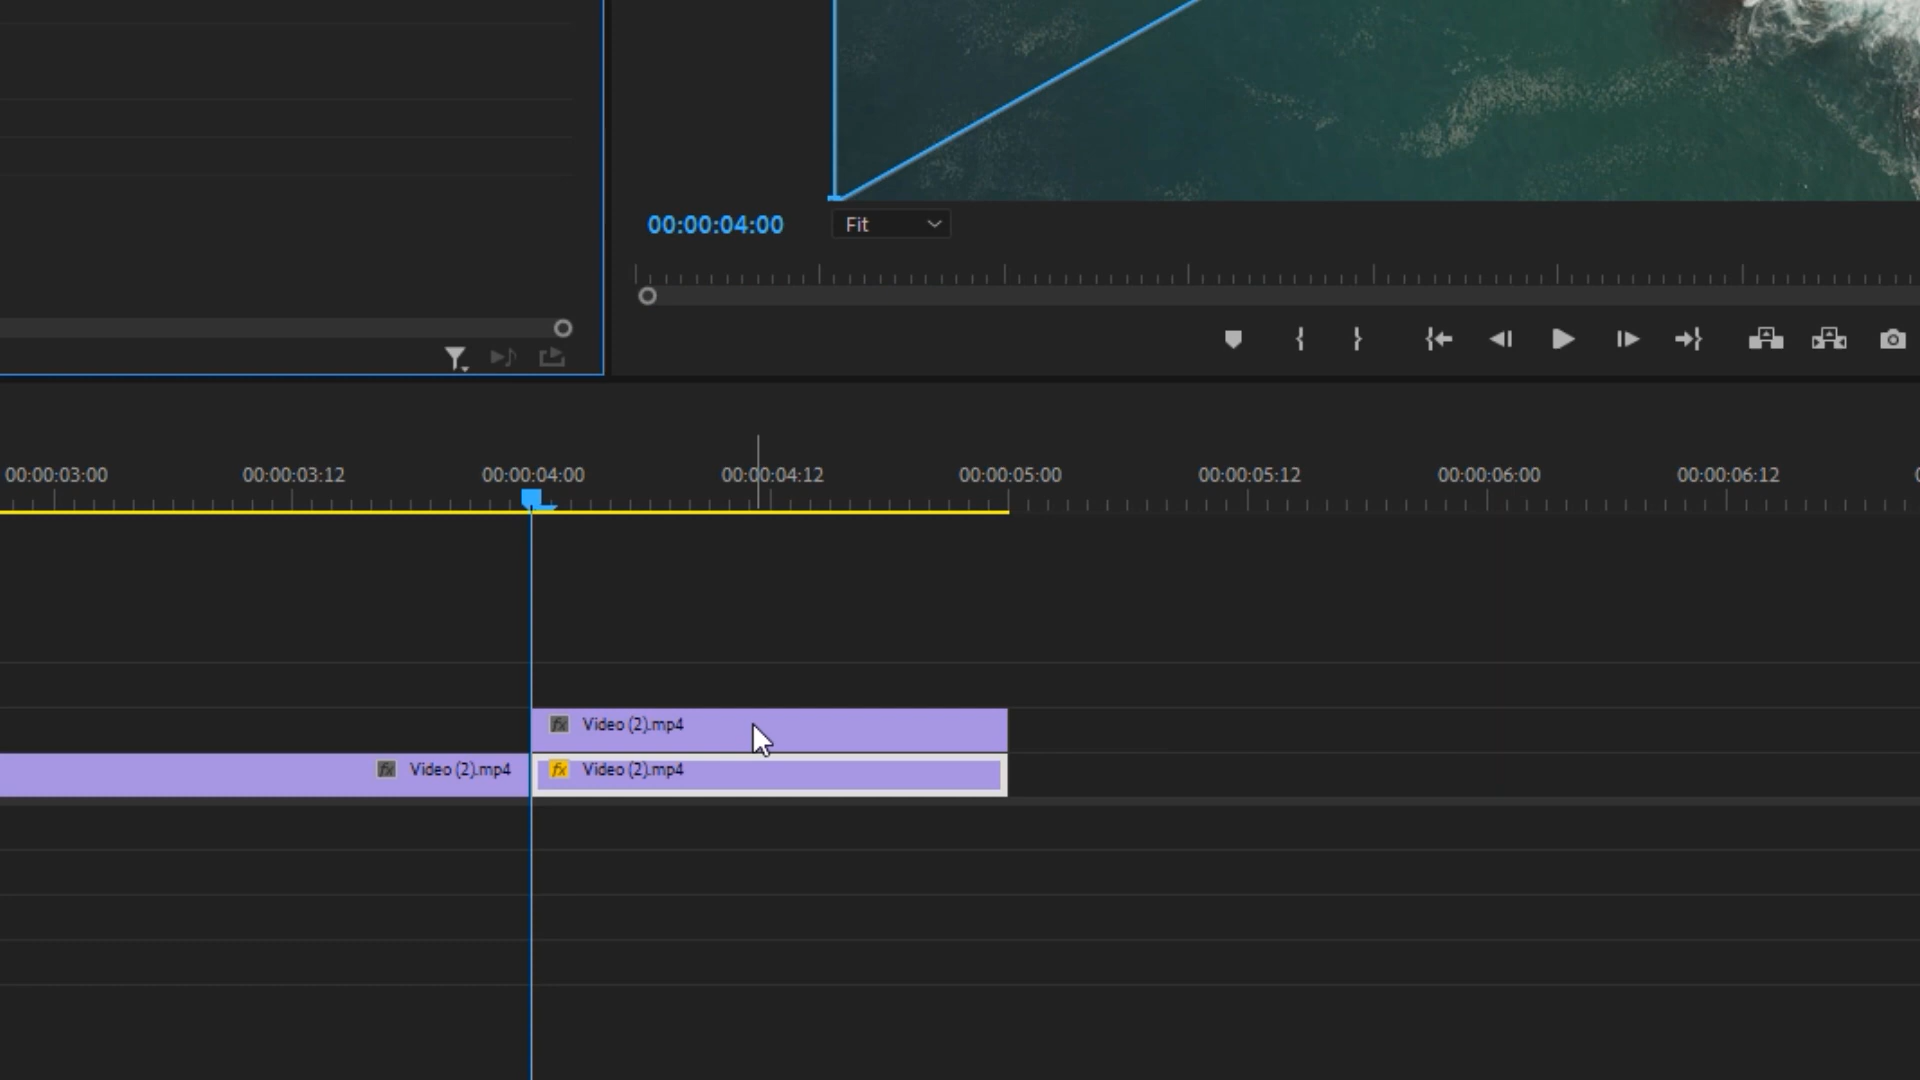 00:00:04:00
Fit
00:00:03:00
00:00:03:12
00:00:04:00
00:00:04:12
00:00:05:00
00:00:05:12
00:00:06:00
00:00:06:12
fx Video (2).mp4
fx Video (2).mp4
fx Video (2).mp4